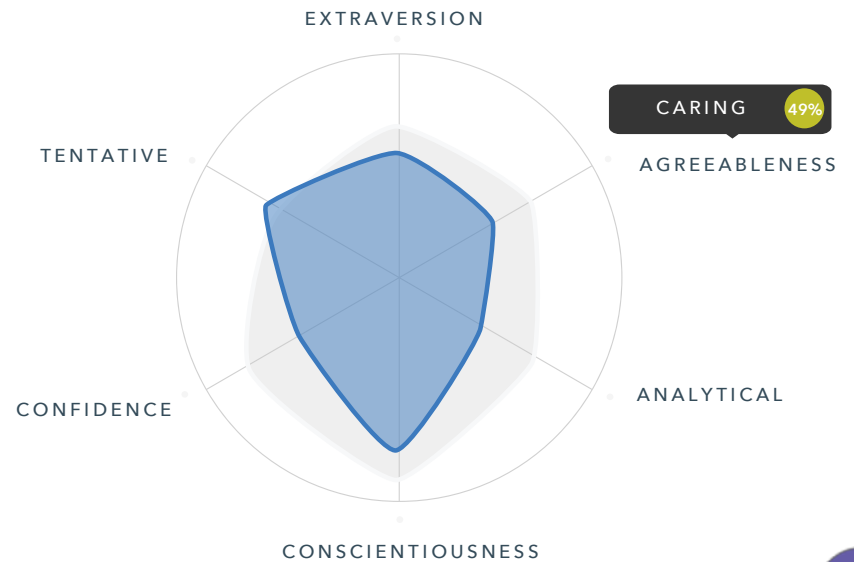 EXTRAVERSION
CARING 49%
TENTATIVE
AGREEABLENESS
ANALYTICAL
CONFIDENCE
CONSCIENTIOUSNESS